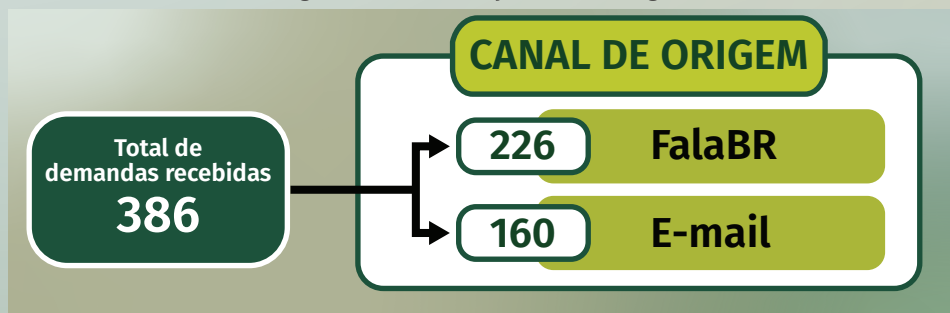 CANAL DE ORIGEM
Total de
demandas recebidas
386
226 FalaBR
160 E-mail